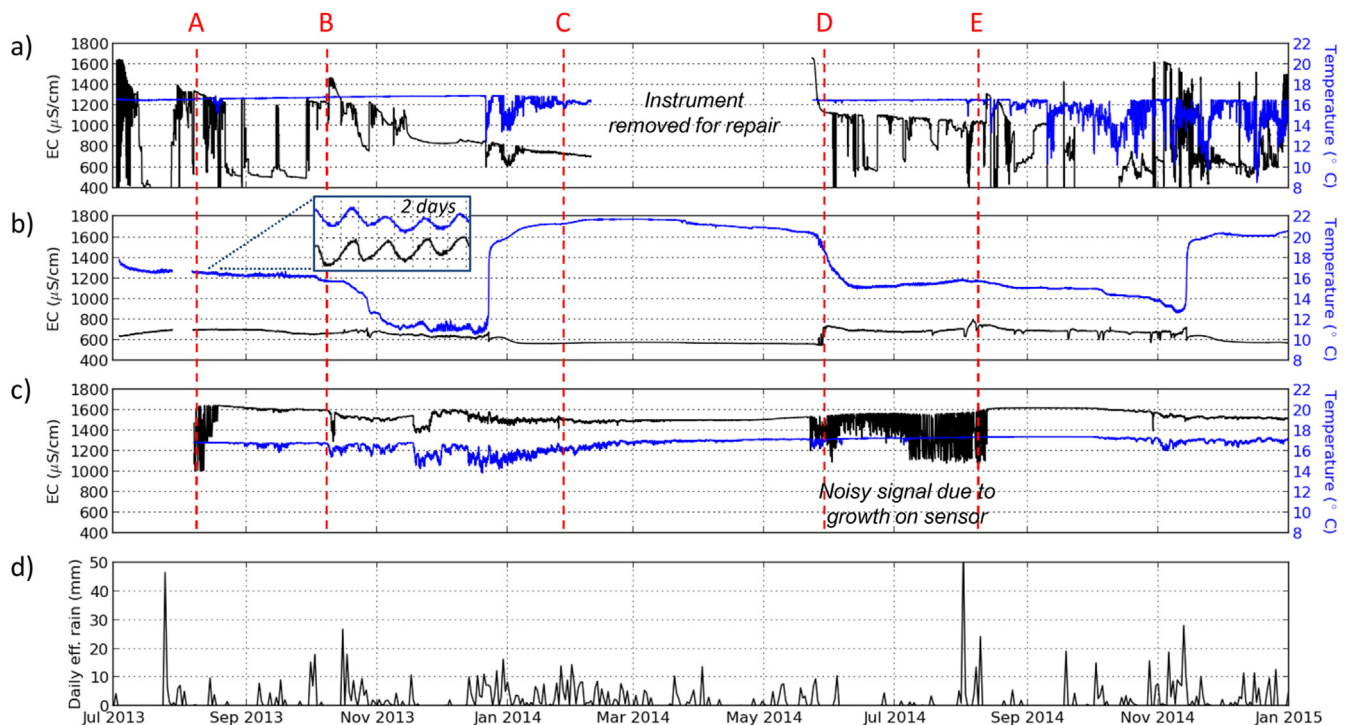 A B C D E
a)
1800 22
1600 20
1400 18
1200 16
1000 14
800 12
600 10
400 8
EC (μS/cm)
Temperature (° C)
Instrument
removed for repair
b)
1800 22
1600 20
1400 18
1200 16
1000 14
800 12
600 10
400 8
EC (μS/cm)
Temperature (° C)
2 days
c)
1800 22
1600 20
1400 18
1200 16
1000 14
800 12
600 10
400 8
EC (μS/cm)
Temperature (° C)
Noisy signal due to
growth on sensor
d)
50
40
30
20
10
0
Daily eff. rain (mm)
Jul 2013 Sep 2013 Nov 2013 Jan 2014 Mar 2014 May 2014 Jul 2014 Sep 2014 Nov 2014 Jan 2015